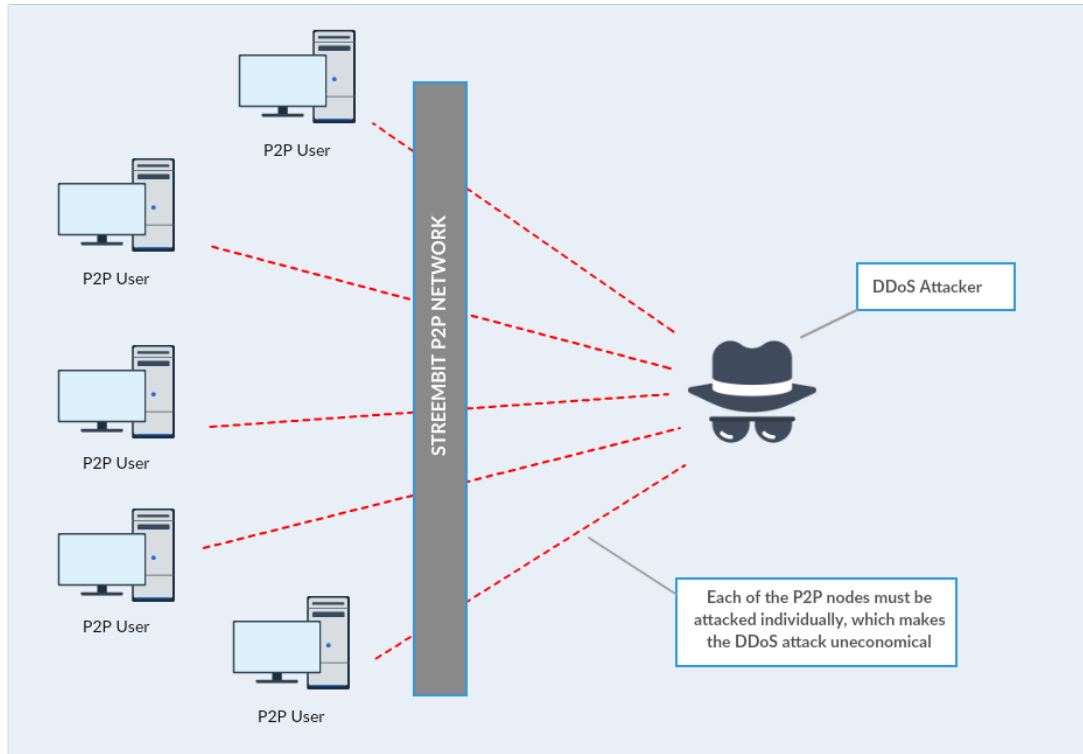 P2P User
P2P User
P2P User
P2P User
P2P User
STREEMBIT P2P NETWORK
DDoS Attacker
Each of the P2P nodes must be
attacked individually, which makes
the DDoS attack uneconomical